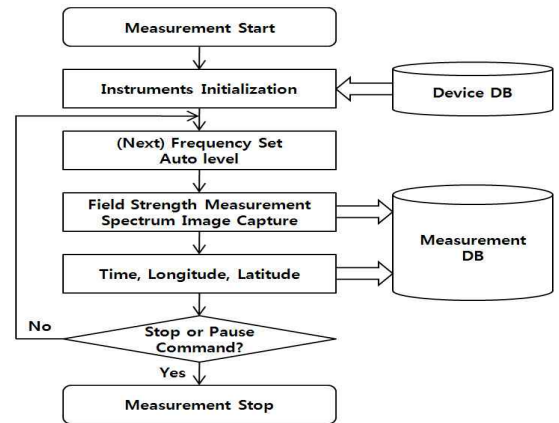 Measurement Start
Instruments Initialization
Device DB
(Next) Frequency Set
Auto level
Field Strength Measurement
Spectrum Image Capture
Measurement
DB
Time, Longitude, Latitude
No
Stop or Pause
Command?
Yes
Measurement Stop